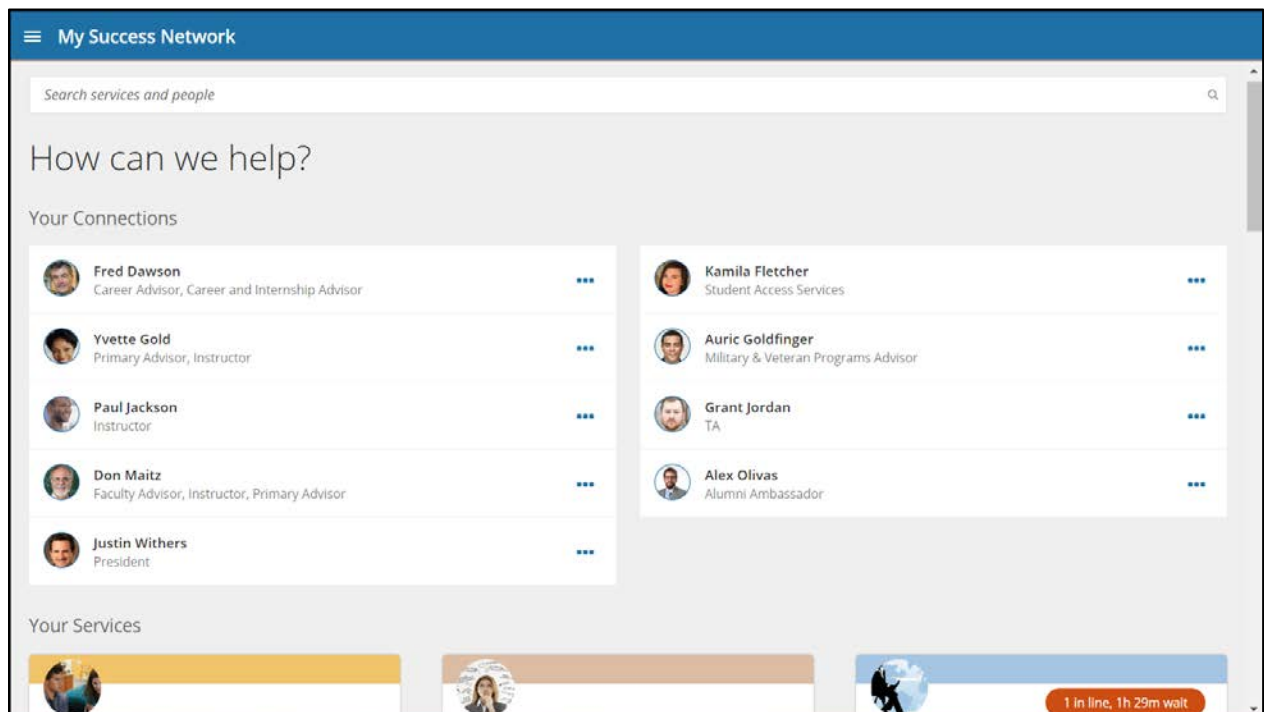 My Success Network
Search services and people
How can we help?
Your Connections
Fred Dawson
Career Advisor, Career and Internship Advisor
Yvette Gold
Primary Advisor, Instructor
Paul Jackson
Instructor
Don Maitz
Faculty Advisor, Instructor, Primary Advisor
Justin Withers
President
Kamila Fletcher
Student Access Services
Auric Goldfinger
Military & Veteran Programs Advisor
Grant Jordan
TA
Alex Olivas
Alumni Ambassador
Your Services
1 in line, 1h 29m wait